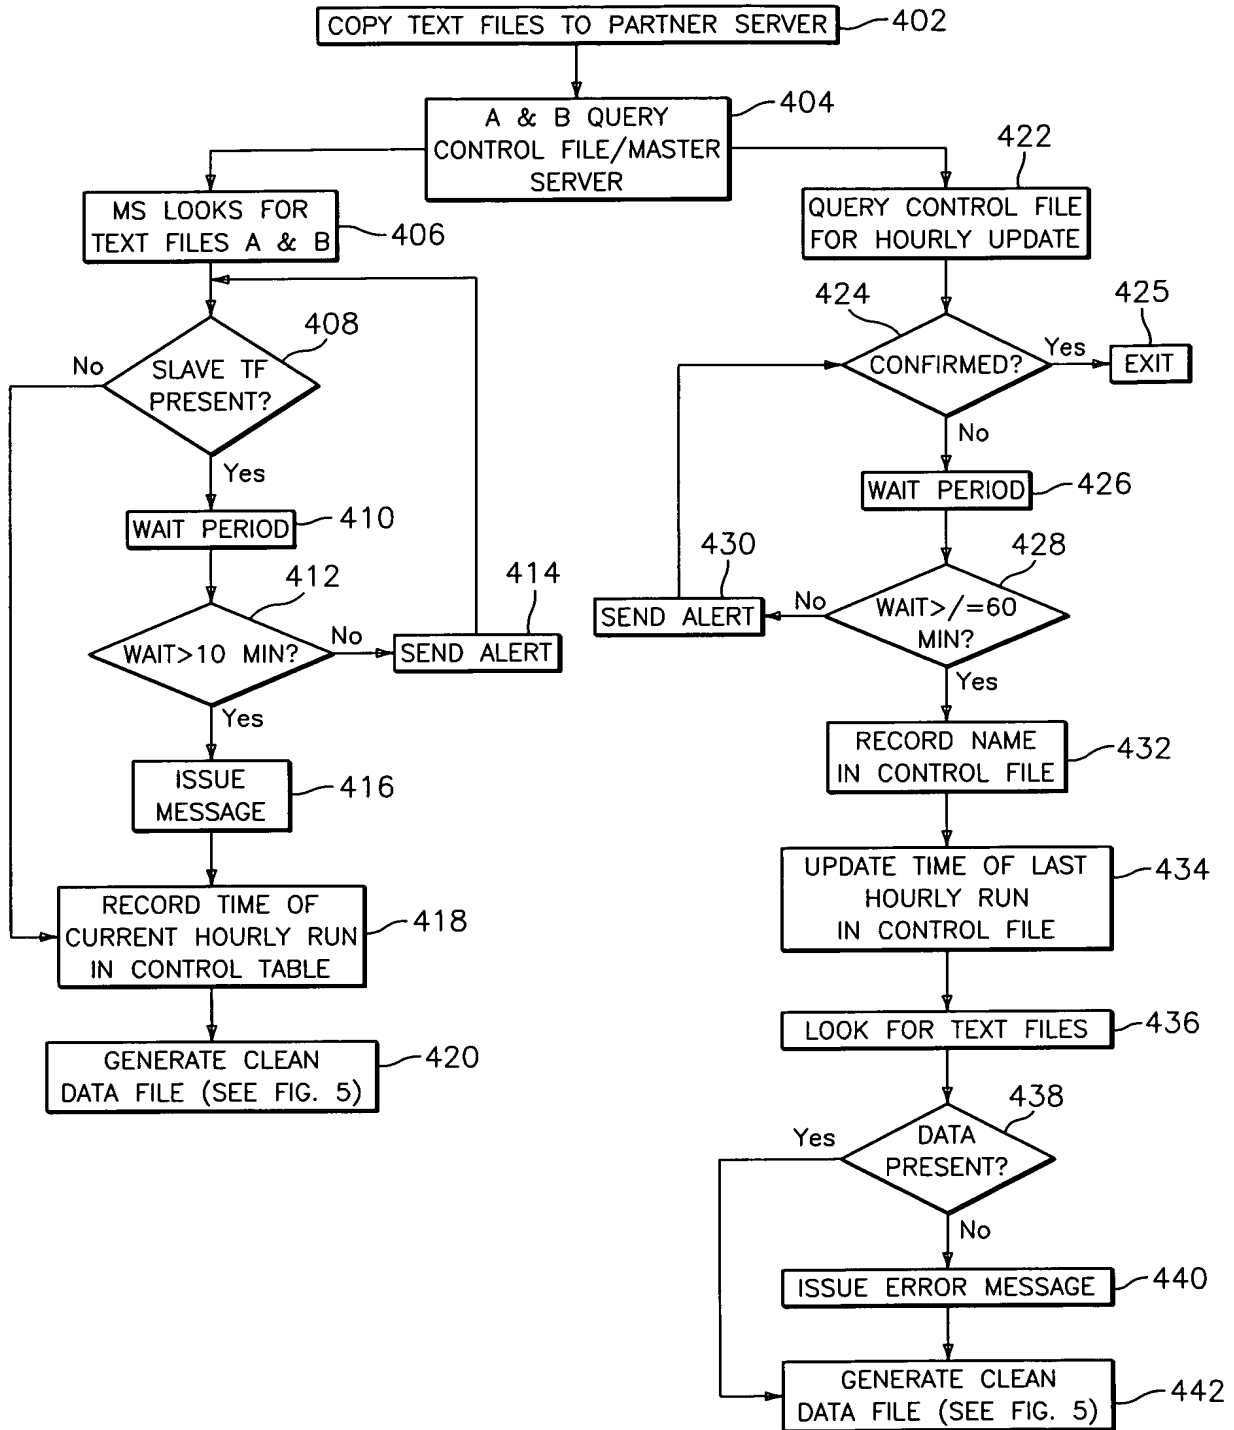 COPY TEXT FILES TO PARTNER SERVER
402
A & B QUERY
CONTROL FILE/MASTER
SERVER
404
MS LOOKS FOR
TEXT FILES A & B
406
SLAVE TF
PRESENT?
408
No
Yes
WAIT PERIOD
410
WAIT>10 MIN?
412
No
SEND ALERT
414
Yes
ISSUE
MESSAGE
416
RECORD TIME OF
CURRENT HOURLY RUN
IN CONTROL TABLE
418
GENERATE CLEAN
DATA FILE (SEE FIG. 5)
420
422
QUERY CONTROL FILE
FOR HOURLY UPDATE
424
CONFIRMED?
Yes
425
EXIT
No
WAIT PERIOD
426
428
WAIT>/=60
MIN?
No
430
SEND ALERT
Yes
RECORD NAME
IN CONTROL FILE
432
UPDATE TIME OF LAST
HOURLY RUN
IN CONTROL FILE
434
LOOK FOR TEXT FILES
436
438
DATA
PRESENT?
Yes
No
ISSUE ERROR MESSAGE
440
GENERATE CLEAN
DATA FILE (SEE FIG. 5)
442